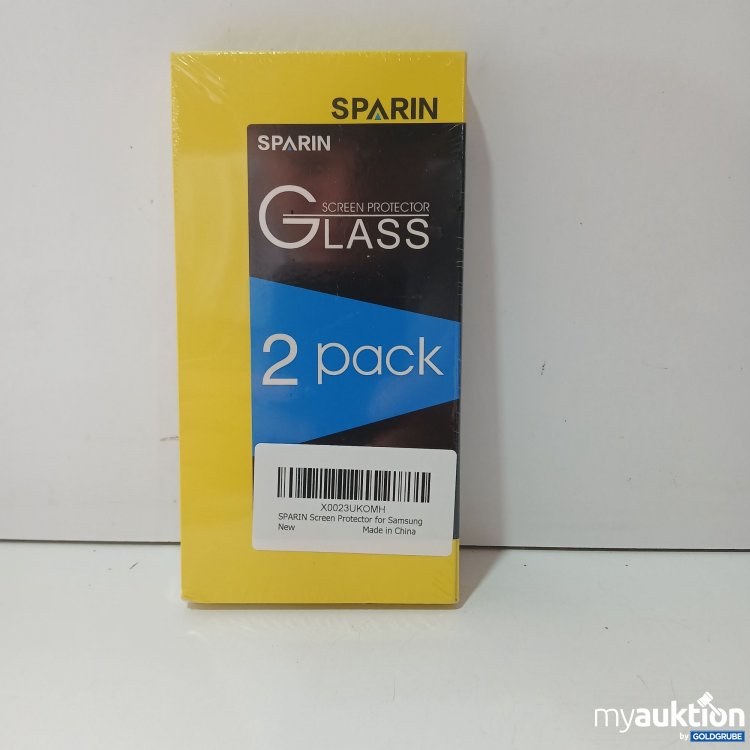 SPARIN
SPARIN
SCREEN PROTECTOR
GLASS
2 pack
X0023UKOMH
SPARIN Screen Protector for Samsung
New Made in China
myauktion
by GOLDGRUBE